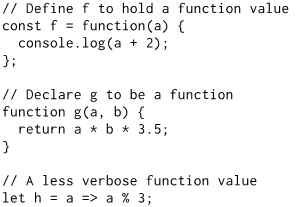 // Define f to hold a function value
const f = function(a) {
  console.log(a + 2);
};

// Declare g to be a function
function g(a, b) {
  return a * b * 3.5;
}

// A less verbose function value
let h = a => a % 3;